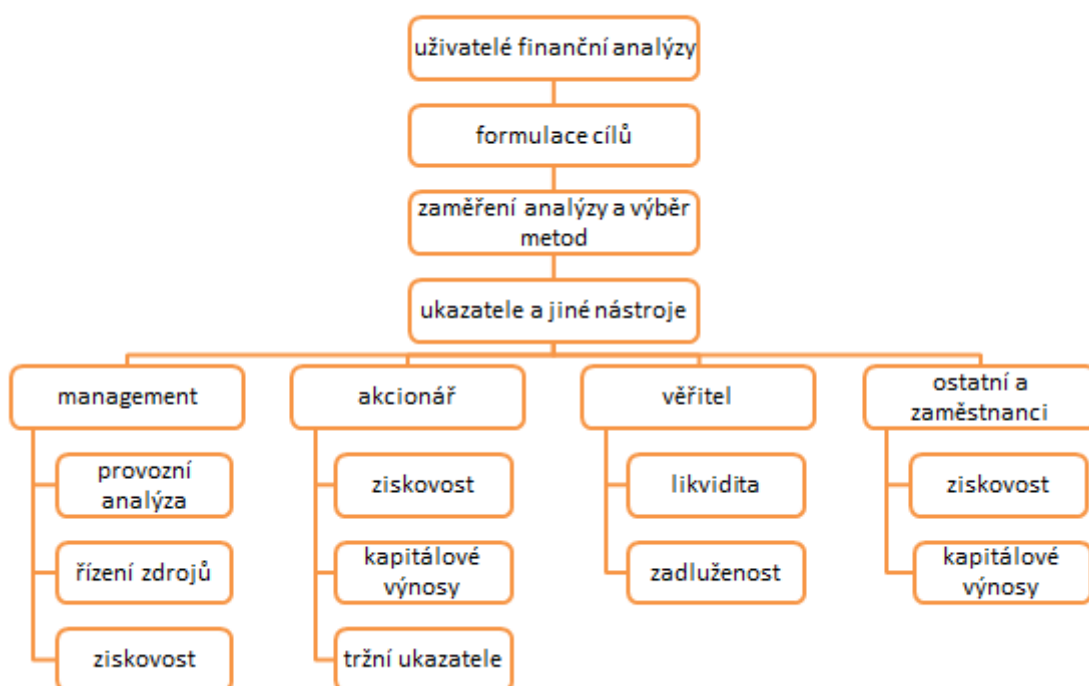 uživatelé finanční analýzy
formulace cílů
zaměření analýzy a výběr
metod
ukazatele a jiné nástroje
management
akcionář
věřitel
ostatní a
zaměstnanci
provozní
analýza
ziskovost
likvidita
ziskovost
řízení zdrojů
kapitálové
výnosy
zadluženost
kapitálové
výnosy
ziskovost
tržní ukazatele